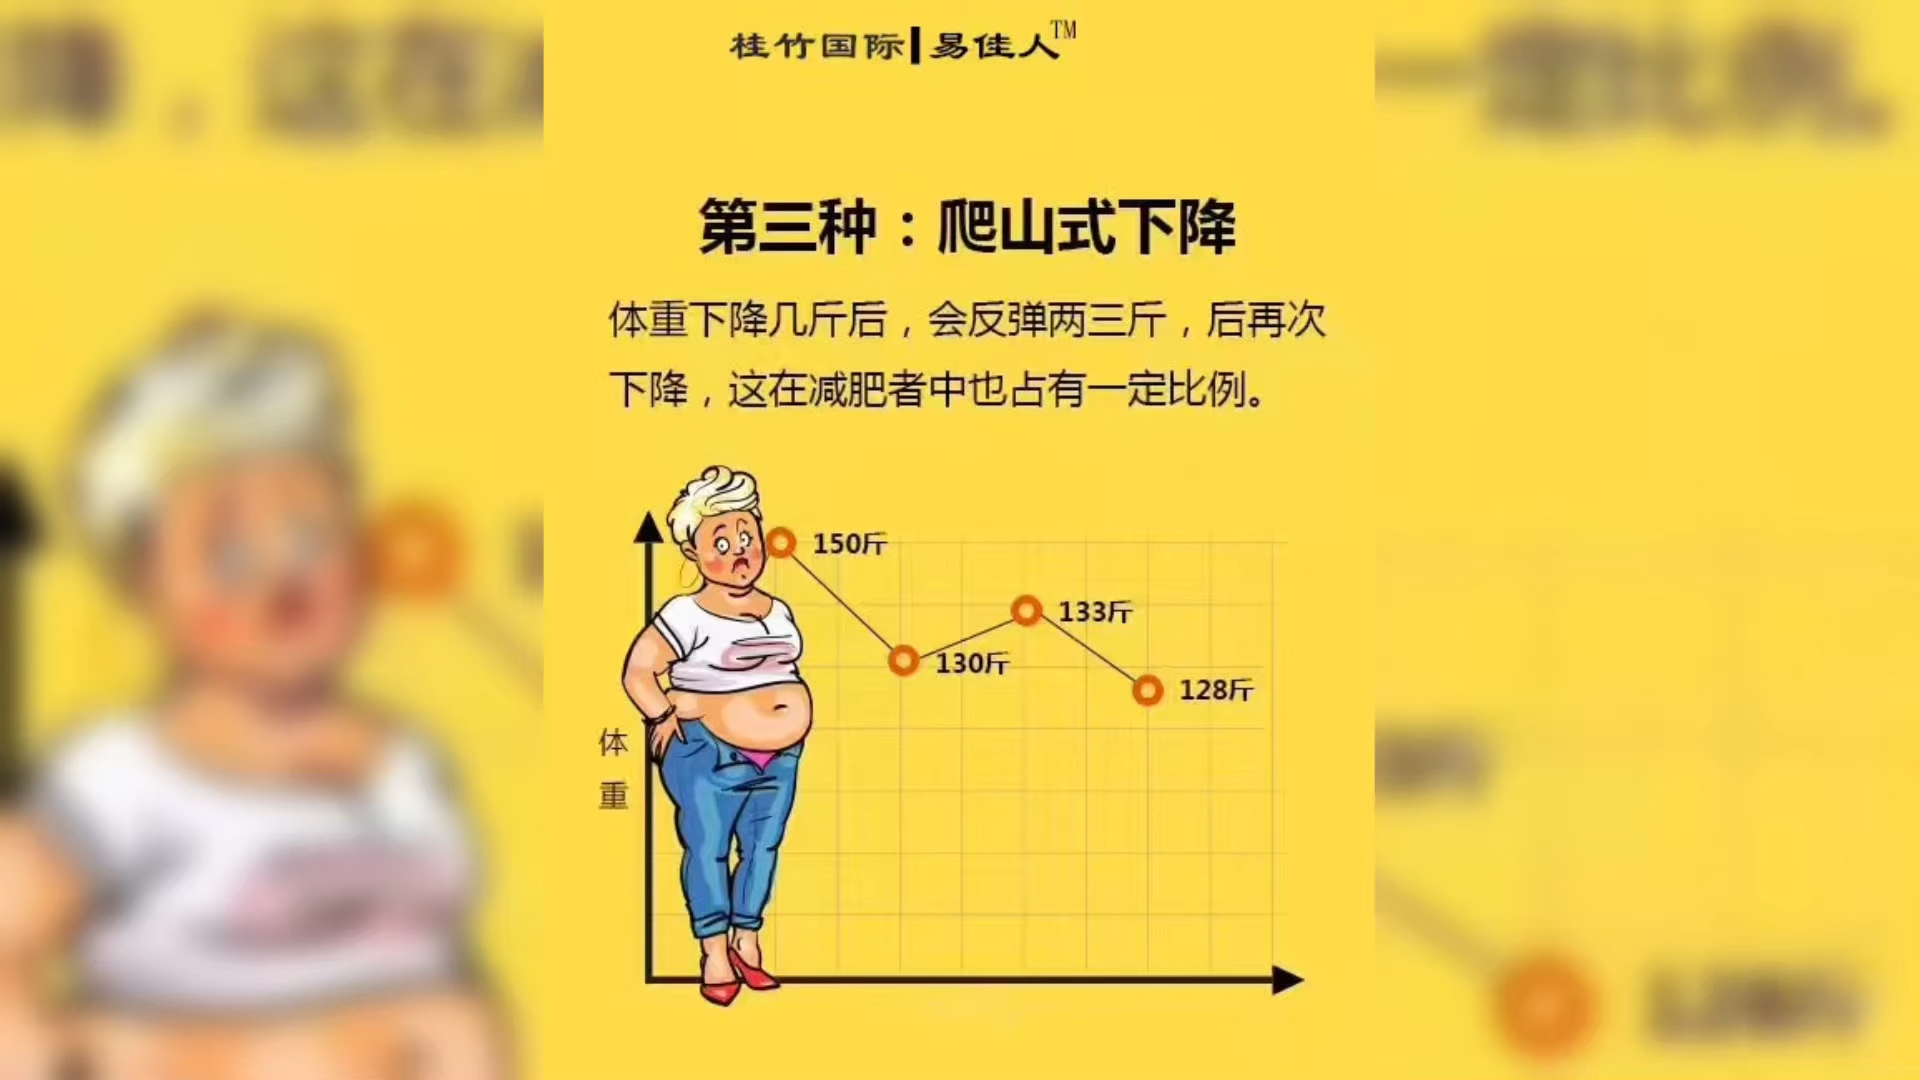 桂竹国际|易佳人TM
第三种：爬山式下降
体重下降几斤后，会反弹两三斤，后再次
下降，这在减肥者中也占有一定比例。
150斤
133斤
130斤
128斤
体
重